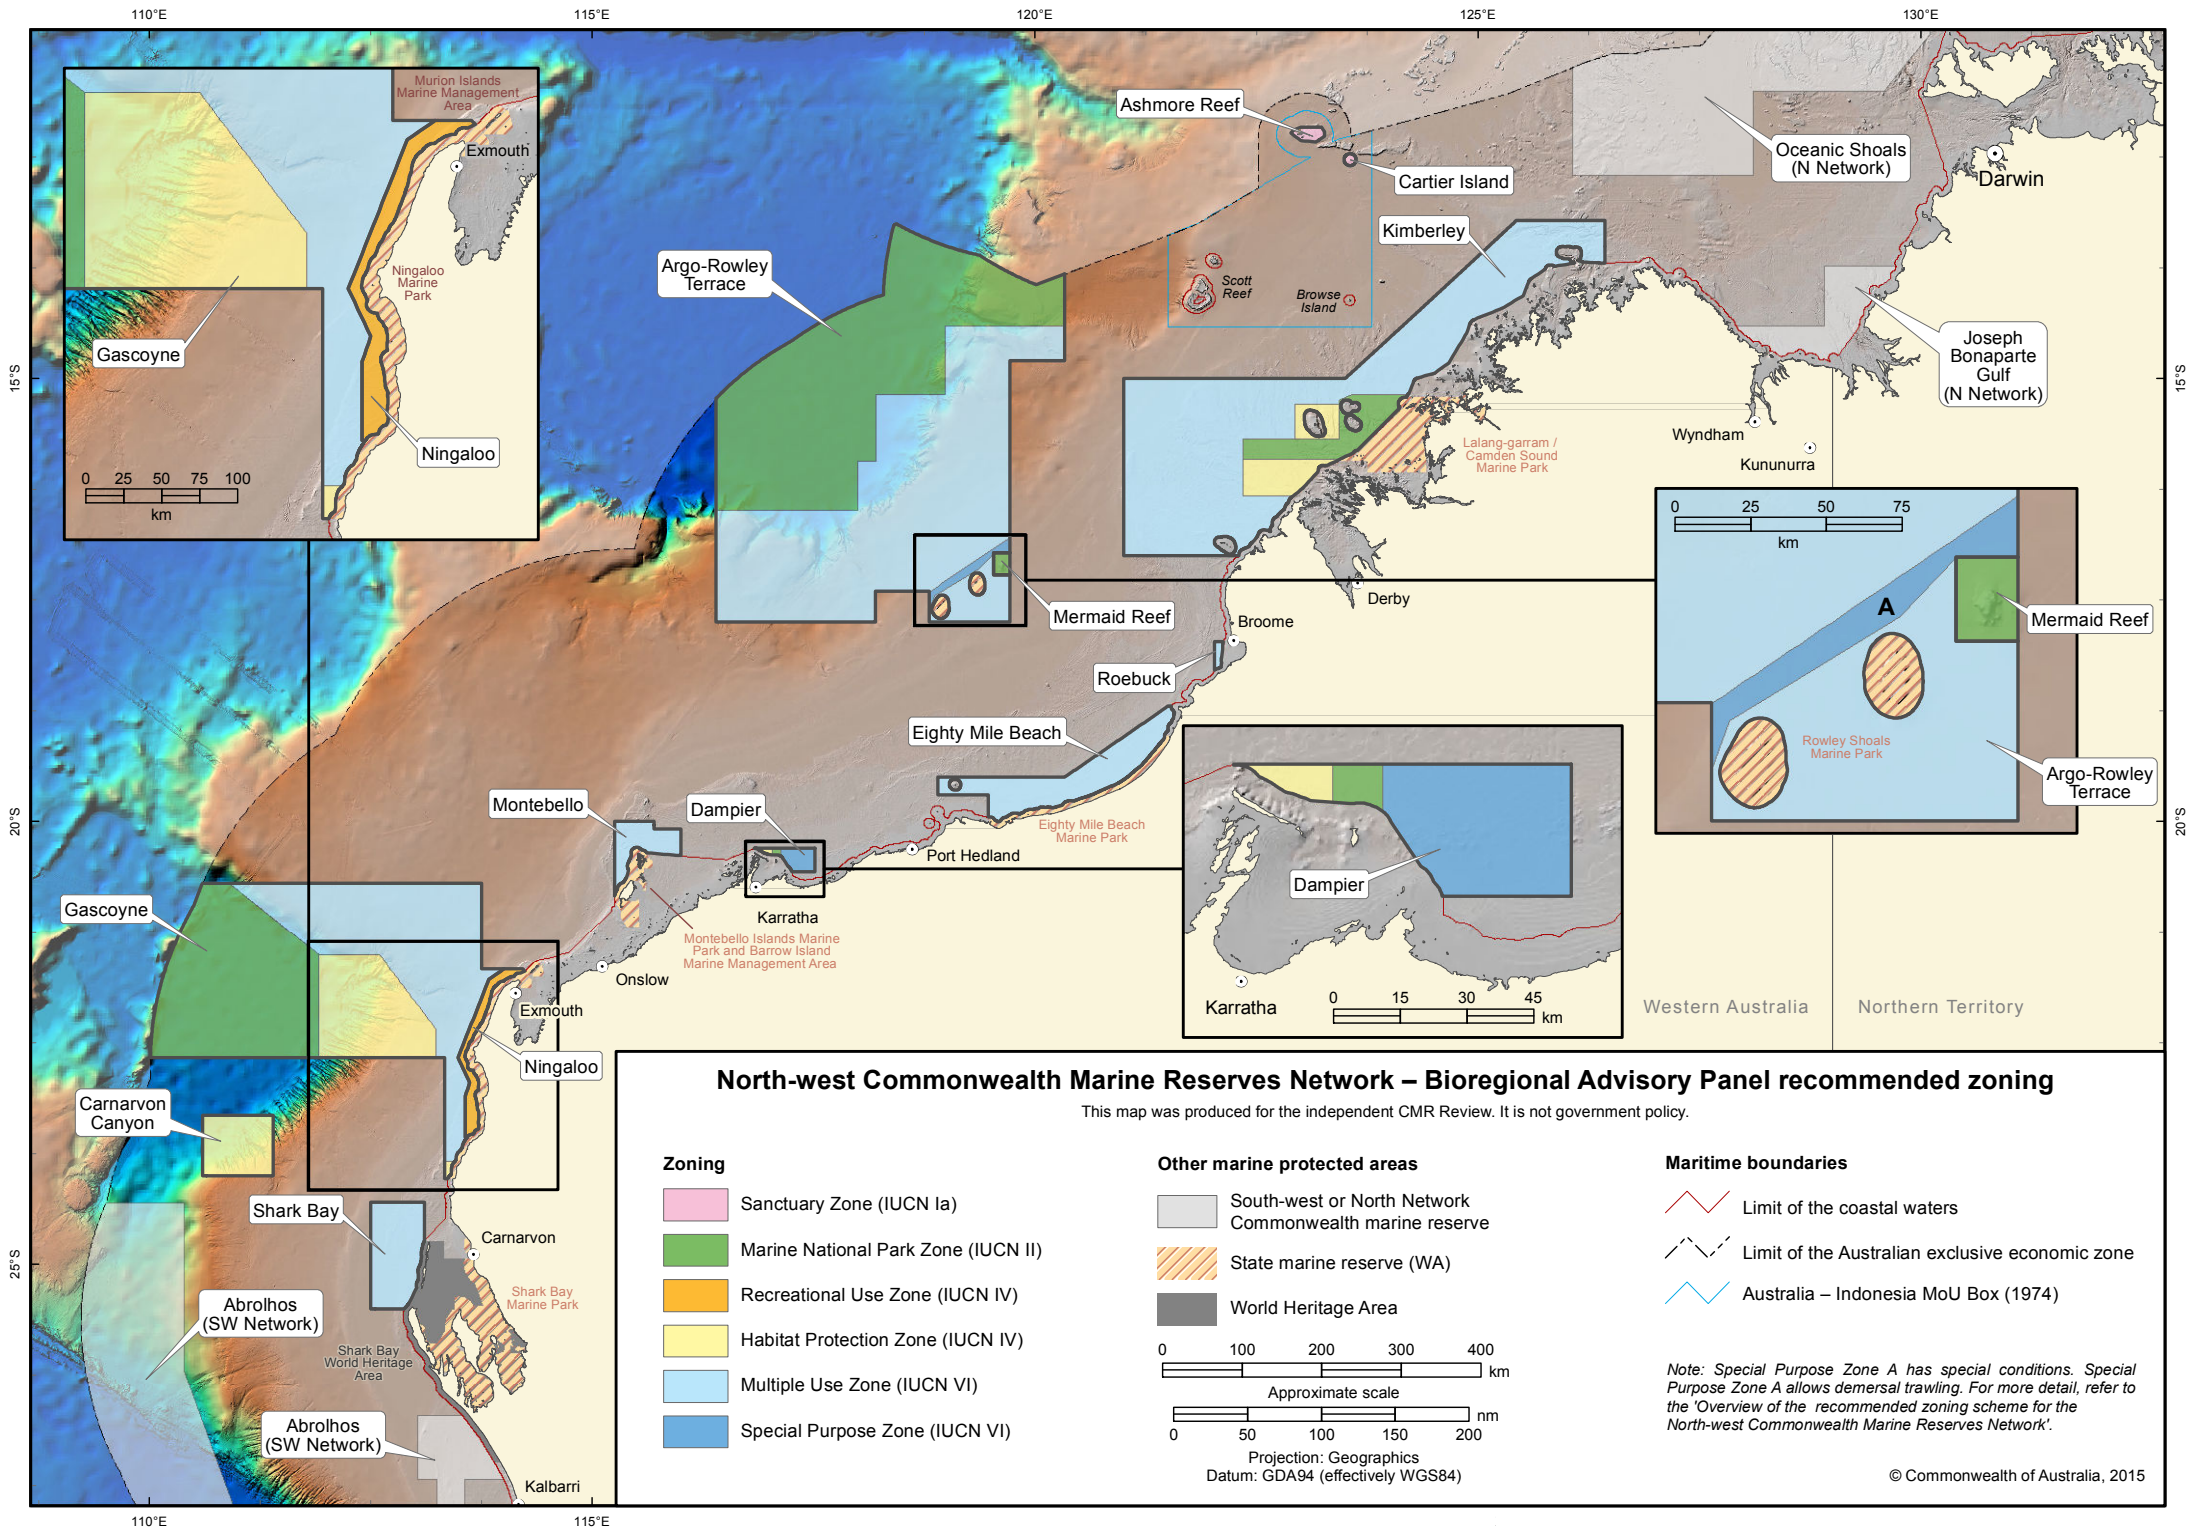 110°E
115°E
120°E
125°E
130°E
15°S
20°S
25°S
15°S
20°S
110°E
115°E
Murion Islands
Marine Management
Area
Exmouth
Ningaloo
Marine
Park
Gascoyne
Ningaloo
0 25 50 75 100
km
Ashmore Reef
Cartier Island
Oceanic Shoals
(N Network)
Darwin
Kimberley
Argo-Rowley
Terrace
Scott
Reef
Browse
Island
Joseph
Bonaparte
Gulf
(N Network)
Wyndham
Kununurra
Lalang-garram /
Camden Sound
Marine Park
Derby
Mermaid Reef
Broome
Roebuck
Eighty Mile Beach
Eighty Mile Beach
Marine Park
Port Hedland
Montebello
Dampier
Karratha
Montebello Islands Marine
Park and Barrow Island
Marine Management Area
Onslow
Gascoyne
Exmouth
Ningaloo
Carnarvon
Canyon
Shark Bay
Carnarvon
Shark Bay
Marine Park
Abrolhos
(SW Network)
Shark Bay
World Heritage
Area
Abrolhos
(SW Network)
Kalbarri
0 25 50 75
km
A
Mermaid Reef
Rowley Shoals
Marine Park
Argo-Rowley
Terrace
Dampier
Karratha
0 15 30 45
km
Western Australia
Northern Territory
North-west Commonwealth Marine Reserves Network – Bioregional Advisory Panel recommended zoning
This map was produced for the independent CMR Review. It is not government policy.
Zoning
Sanctuary Zone (IUCN Ia)
Marine National Park Zone (IUCN II)
Recreational Use Zone (IUCN IV)
Habitat Protection Zone (IUCN IV)
Multiple Use Zone (IUCN VI)
Special Purpose Zone (IUCN VI)
Other marine protected areas
South-west or North Network
Commonwealth marine reserve
State marine reserve (WA)
World Heritage Area
0 100 200 300 400
km
Approximate scale
nm
0 50 100 150 200
Projection: Geographics
Datum: GDA94 (effectively WGS84)
Maritime boundaries
Limit of the coastal waters
Limit of the Australian exclusive economic zone
Australia – Indonesia MoU Box (1974)
Note: Special Purpose Zone A has special conditions. Special
Purpose Zone A allows demersal trawling. For more detail, refer to
the 'Overview of the recommended zoning scheme for the
North-west Commonwealth Marine Reserves Network'.
© Commonwealth of Australia, 2015